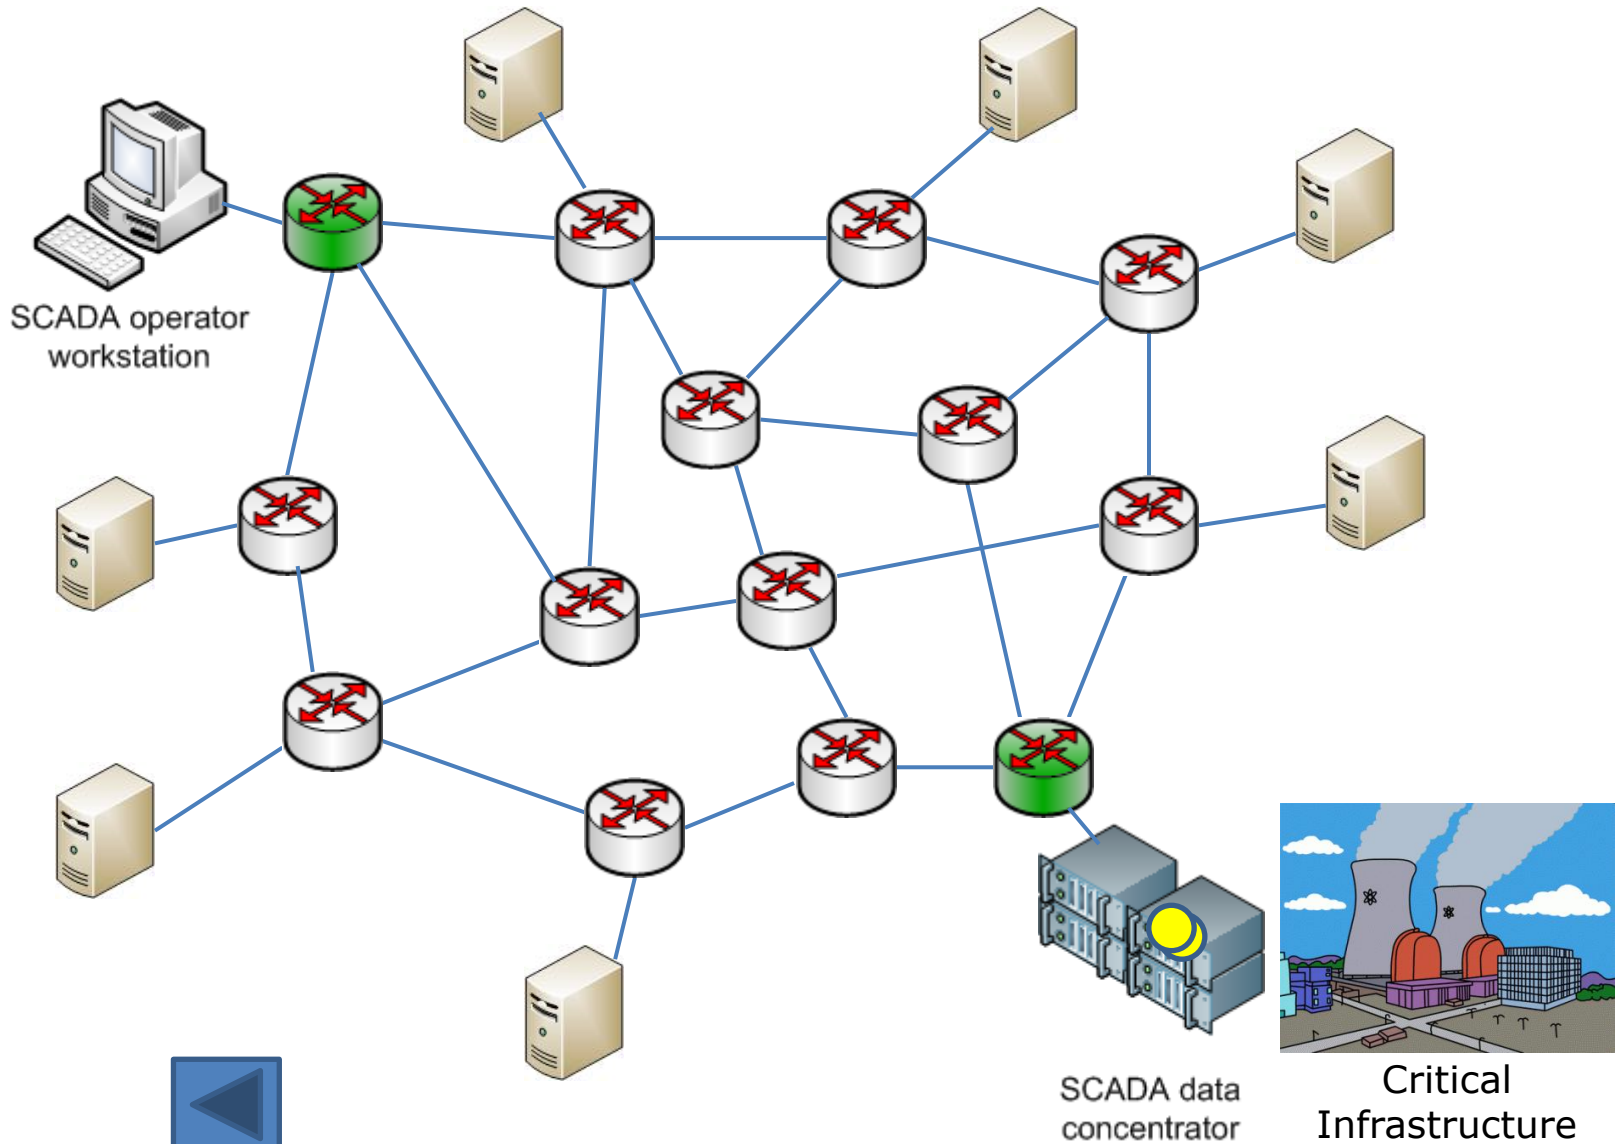 SCADA operator
workstation
SCADA data
concentrator
Critical
Infrastructure